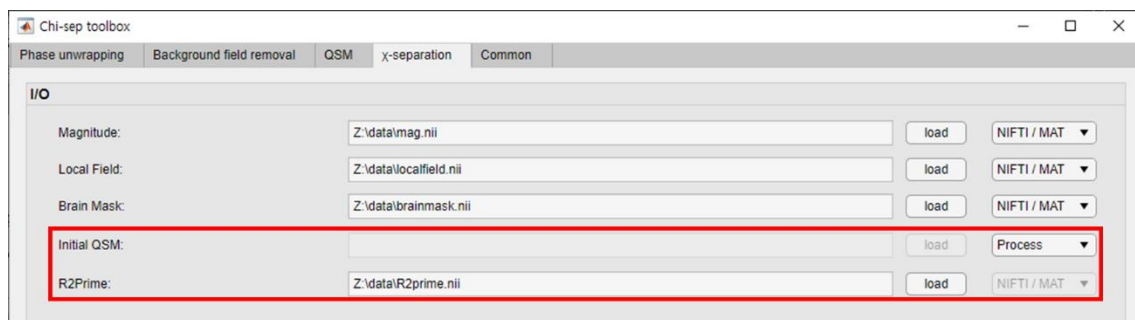 Chi-sep toolbox
Phase unwrapping Background field removal QSM χ-separation Common
I/O
Magnitude: Z:\data\mag.nii load NIFTI / MAT
Local Field: Z:\data\localfield.nii load NIFTI / MAT
Brain Mask: Z:\data\brainmask.nii load NIFTI / MAT
Initial QSM: load Process
R2Prime: Z:\data\R2prime.nii load NIFTI / MAT